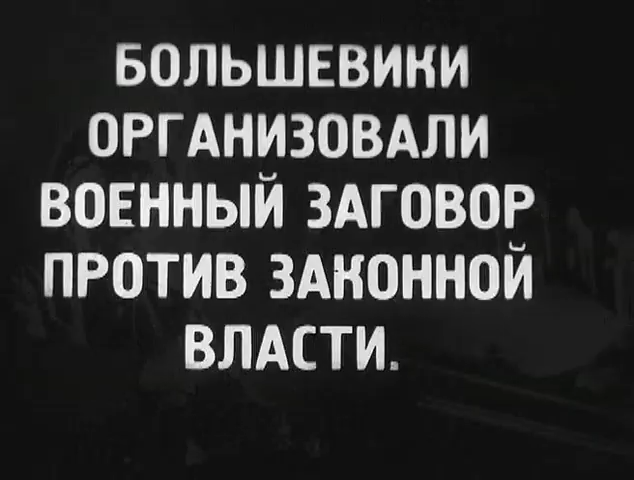 БОЛЬШЕВИКИ
ОРГАНИЗОВАЛИ
ВОЕННЫЙ ЗАГОВОР
ПРОТИВ ЗАКОННОЙ
ВЛАСТИ.